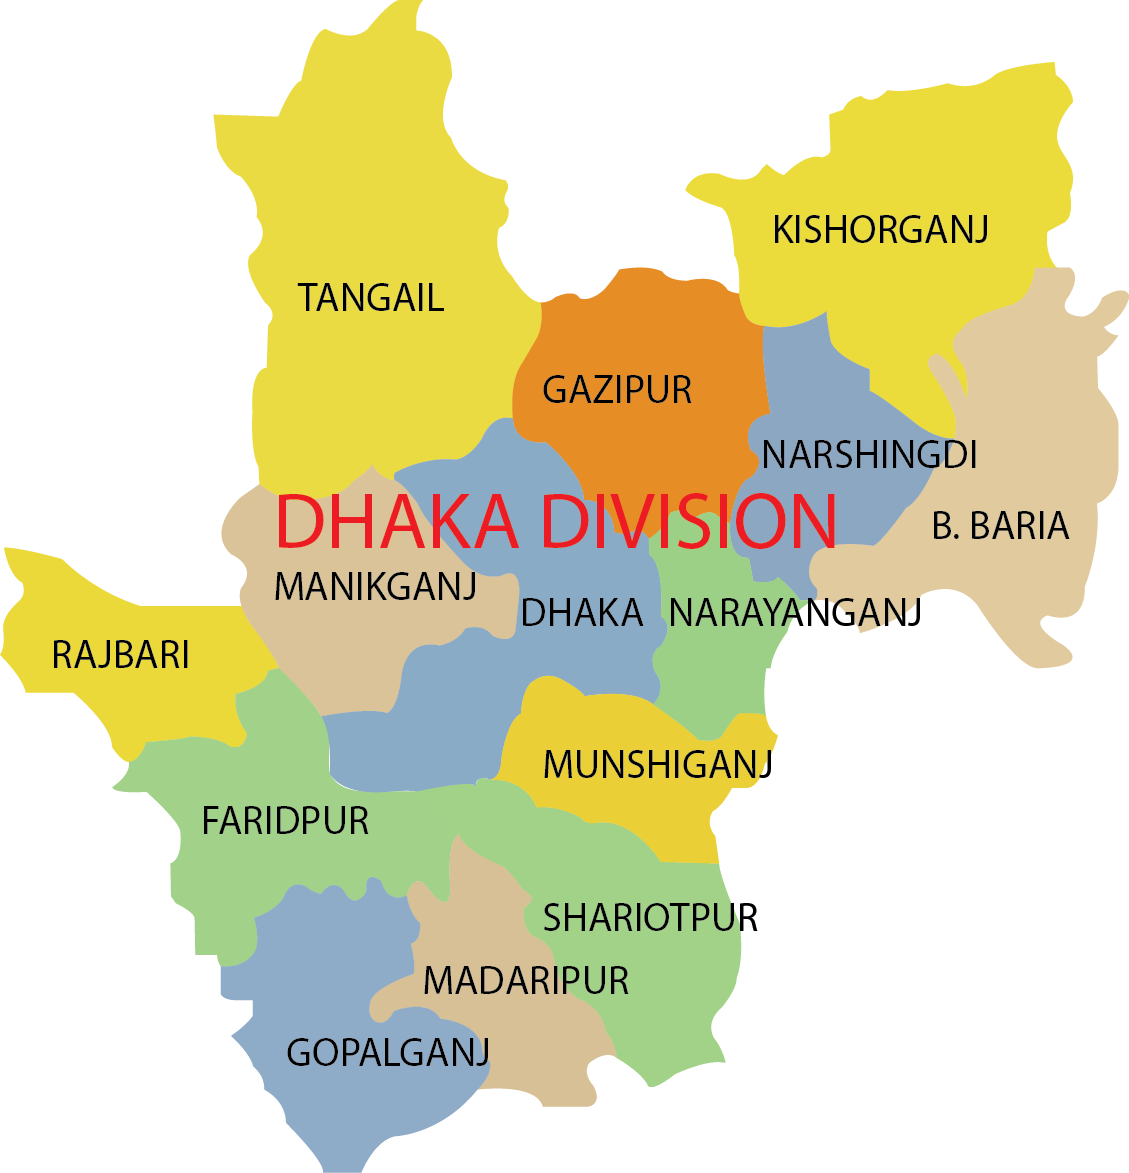 KISHORGANJ
TANGAIL
GAZIPUR
NARSHINGDI
DHAKA DIVISION
B. BARIA
MANIKGANJ
DHAKA
NARAYANGANJ
RAJBARI
MUNSHIGANJ
FARIDPUR
SHARIOTPUR
MADARIPUR
GOPALGANJ